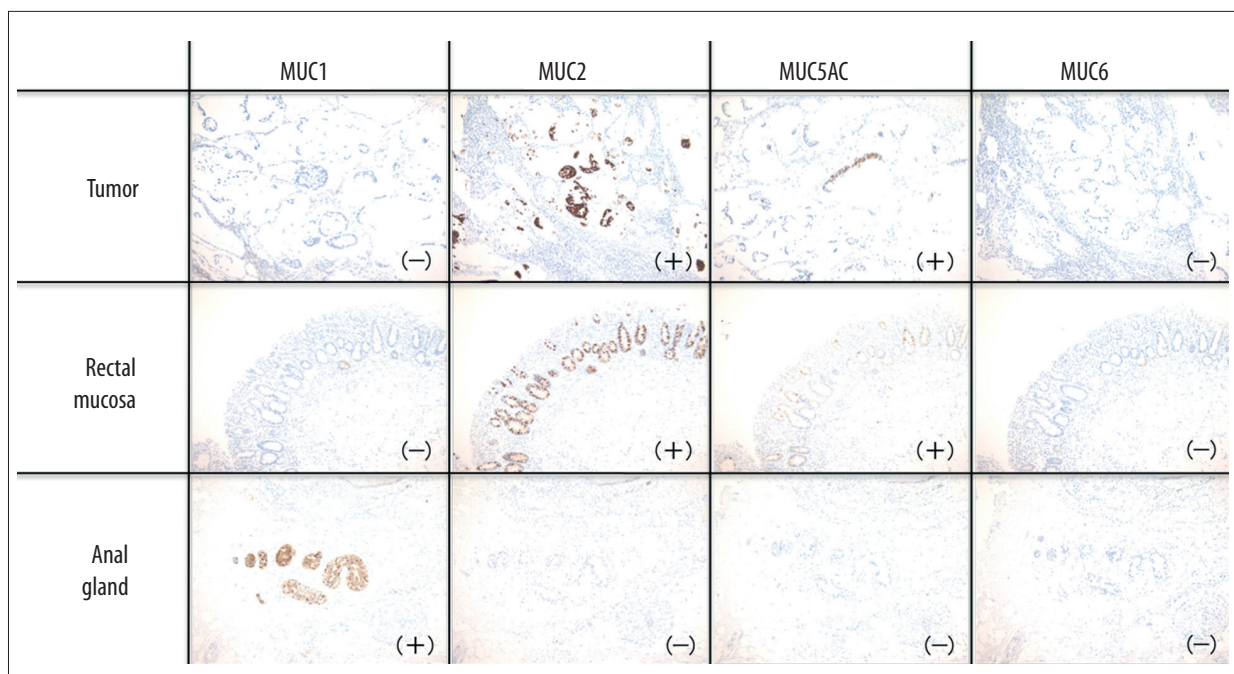 MUC1 MUC2 MUC5AC MUC6
Tumor
(−) (+) (+) (−)
Rectal
mucosa
(−) (+) (+) (−)
Anal
gland
(+) (−) (−) (−)